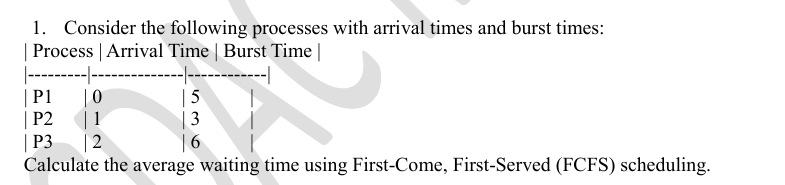 1. Consider the following processes with arrival times and burst times:
| Process | Arrival Time | Burst Time |
|---------|--------------|------------|
| P1 | 0 | 5 |
| P2 | 1 | 3 |
| P3 | 2 | 6 |
Calculate the average waiting time using First-Come, First-Served (FCFS) scheduling.